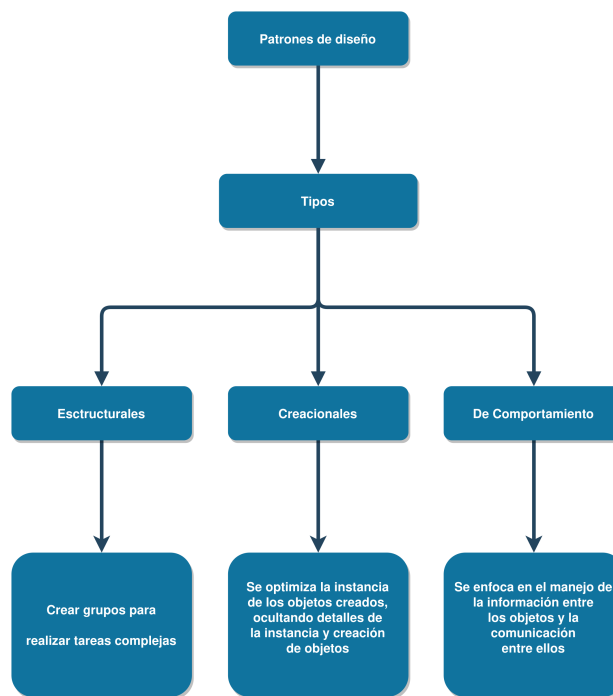 Patrones de diseño
Tipos
Esctructurales
Creacionales
De Comportamiento
Crear grupos para
realizar tareas complejas
Se optimiza la instancia
de los objetos creados,
ocultando detalles de
la instancia y creación
de objetos
Se enfoca en el manejo de
la información entre
los objetos y la
comunicación
entre ellos